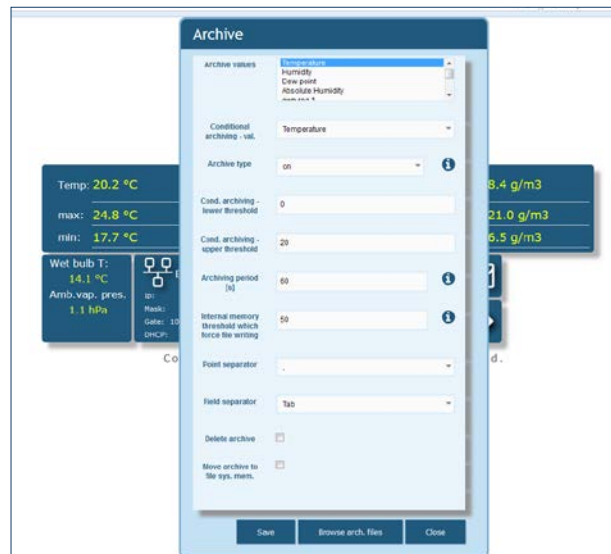 Archive
Archive values
Temperature
Humidity
Dew point
Absolute Humidity
Conditional
archiving - val.
Temperature
Archive type
on
Cond. archiving -
lower threshold
0
Cond. archiving -
upper threshold
20
Archiving period
[s]
60
Internal memory
threshold which
force file writing
50
Point separator
.
Field separator
Tab
Delete archive
Move archive to
file sys. mem.
Save
Browse arch. files
Close
Temp: 20.2 °C
max: 24.8 °C
min: 17.7 °C
8.4 g/m3
21.0 g/m3
6.5 g/m3
Wet bulb T:
14.1 °C
Amb.vap. pres.
1.1 hPa
Ip:
Mask:
Gate: 10
DHCP:
Co
d.